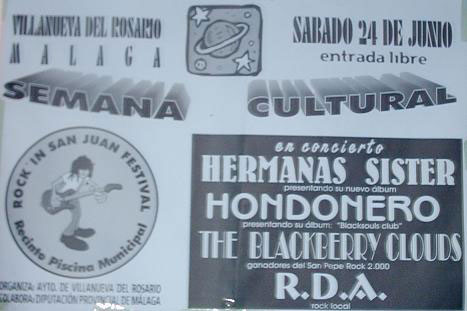 VILLANUEVA DEL ROSARIO
MALAGA
SABADO 24 DE JUNIO
entrada libre
SEMANA CULTURAL
ROCK'IN SAN JUAN FESTIVAL
Recinto Piscina Municipal
ORGANIZA: AYTO. DE VILLANUEVA DEL ROSARIO
COLABORA: DIPUTACIÓN PROVINCIAL DE MÁLAGA
en concierto
HERMANAS SISTER
presentando su nuevo álbum
HONDONERO
presentando su álbum: "Blacksouls club"
THE BLACKBERRY CLOUDS
ganadores del San Pepe Rock 2.000
R.D.A.
rock local